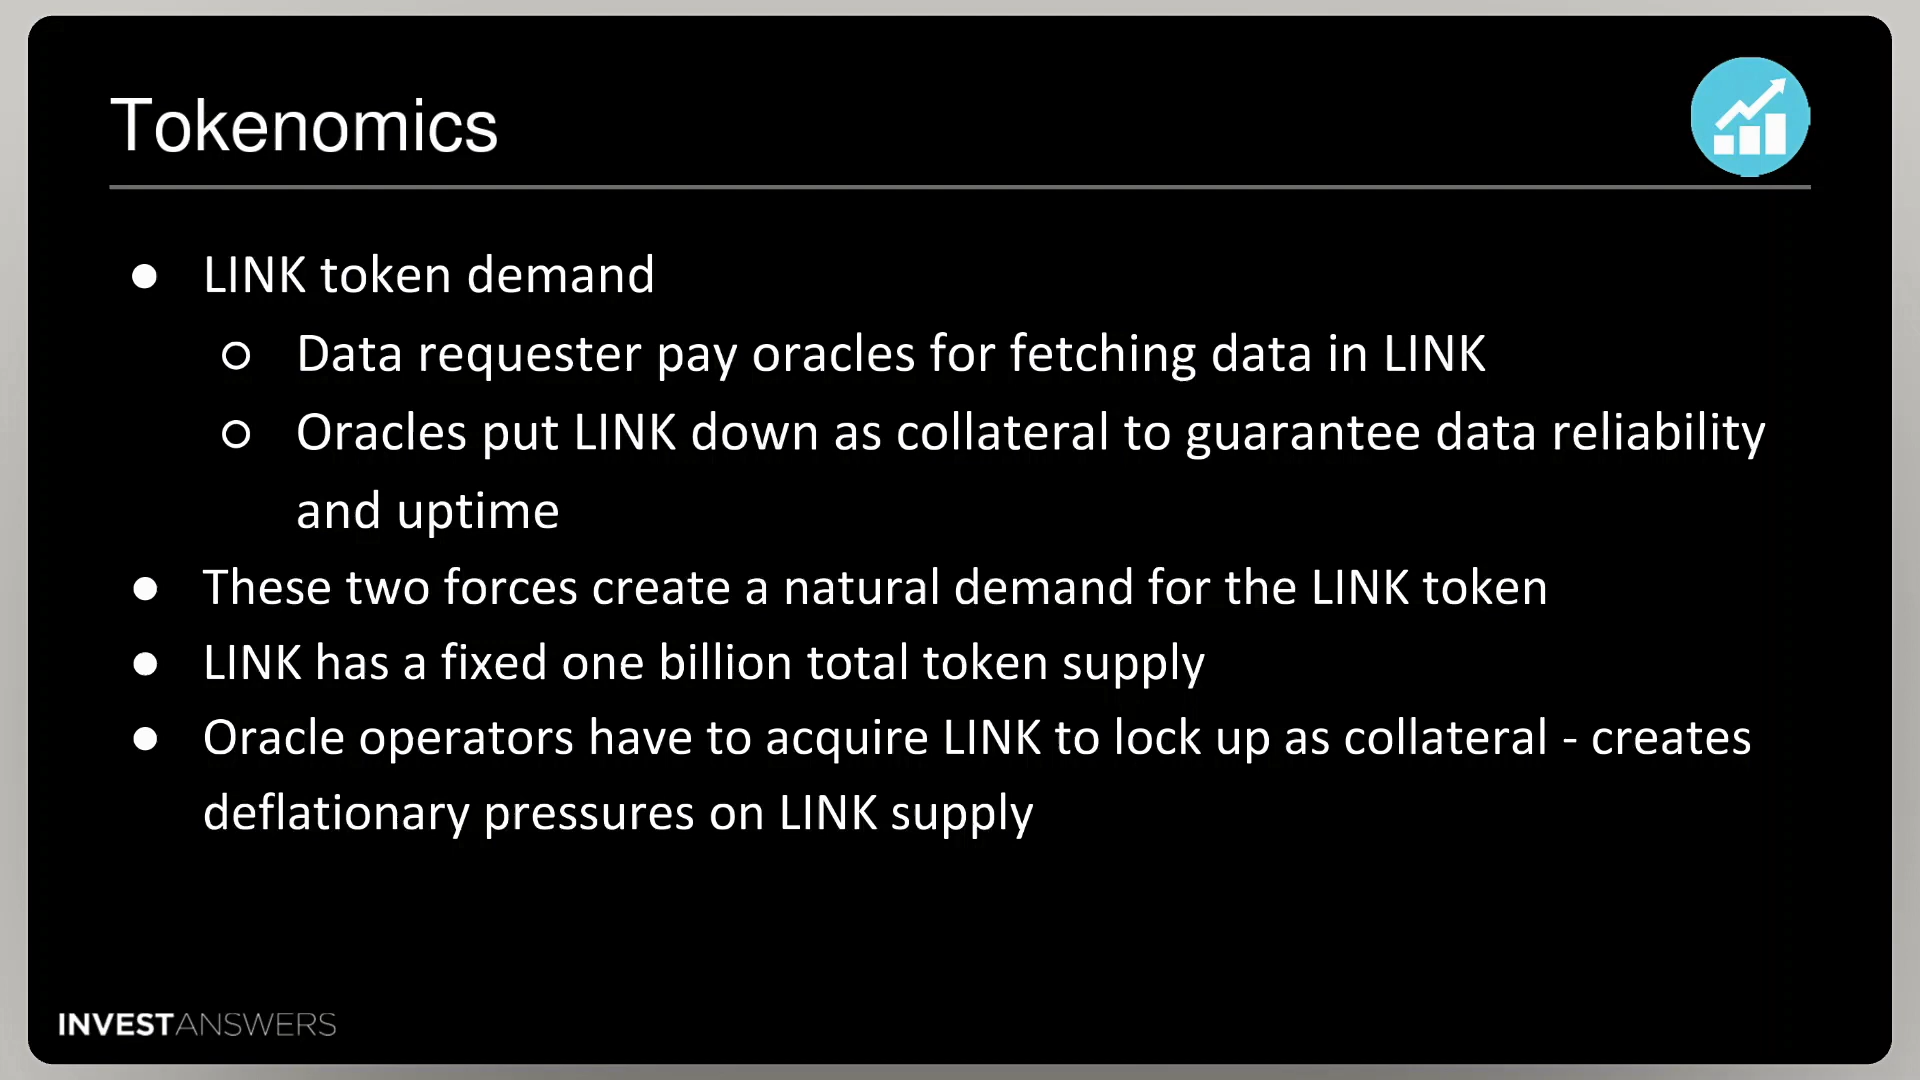 Tokenomics
● LINK token demand
○ Data requester pay oracles for fetching data in LINK
○ Oracles put LINK down as collateral to guarantee data reliability
and uptime
● These two forces create a natural demand for the LINK token
● LINK has a fixed one billion total token supply
● Oracle operators have to acquire LINK to lock up as collateral - creates
deflationary pressures on LINK supply
INVESTANSWERS